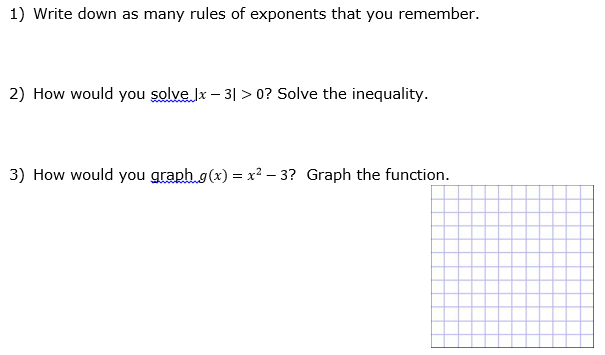 1) Write down as many rules of exponents that you remember.
2) How would you solve |x − 3| > 0? Solve the inequality.
3) How would you graph g(x) = x² − 3? Graph the function.